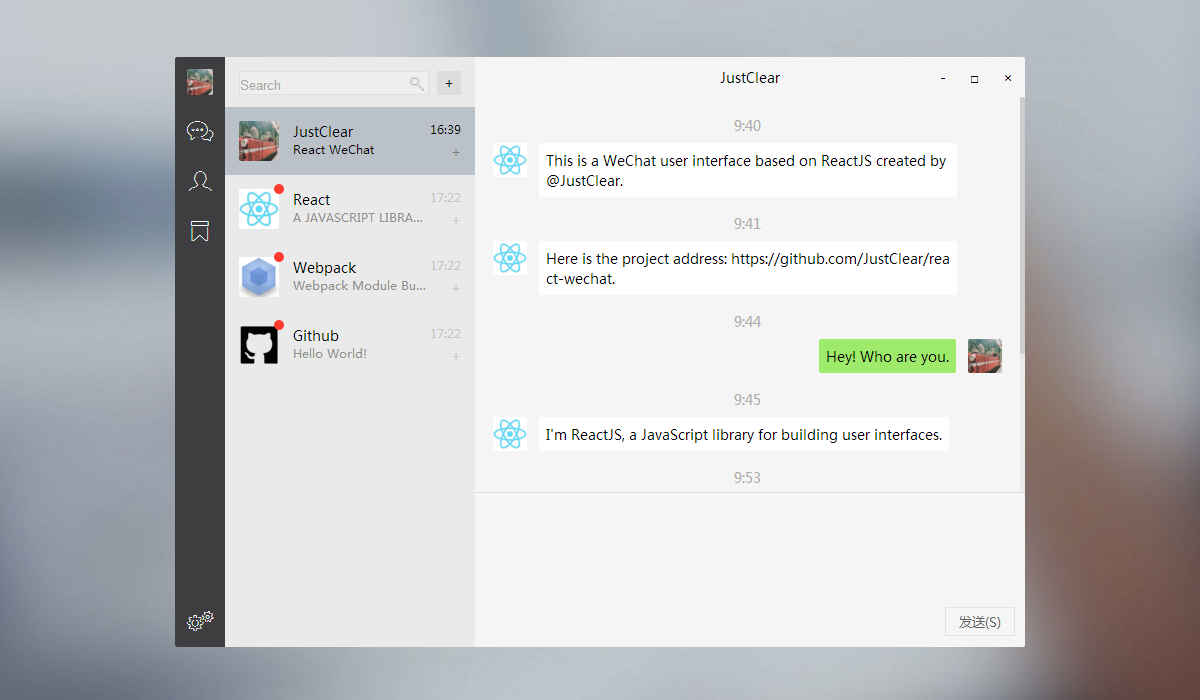 Search
+
JustClear
16:39
React WeChat
+
React
17:22
A JAVASCRIPT LIBRA...
+
Webpack
17:22
Webpack Module Bu...
+
Github
17:22
Hello World!
+
JustClear
9:40
This is a WeChat user interface based on ReactJS created by
@JustClear.
9:41
Here is the project address: https://github.com/JustClear/rea
ct-wechat.
9:44
Hey! Who are you.
9:45
I'm ReactJS, a JavaScript library for building user interfaces.
9:53
发送(S)